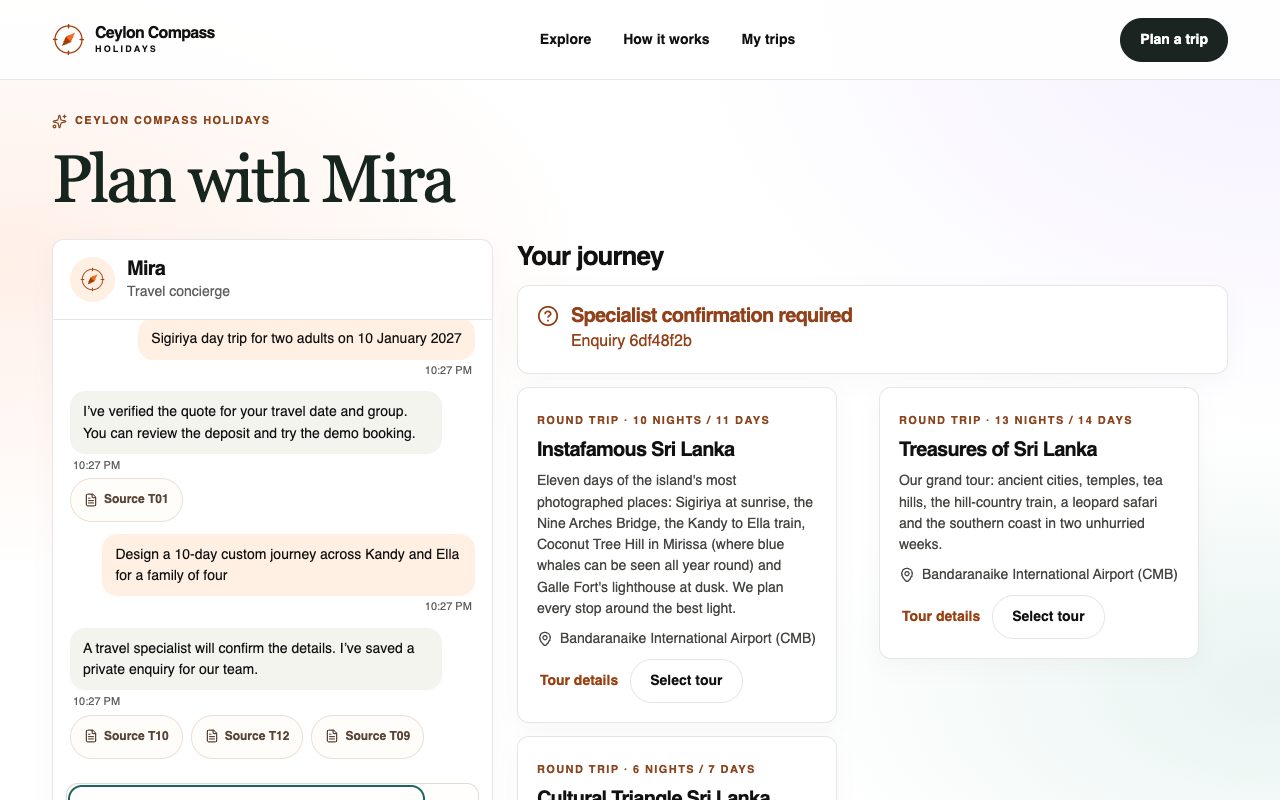 Ceylon Compass
HOLIDAYS
Explore
How it works
My trips
Plan a trip
CEYLON COMPASS HOLIDAYS
Plan with Mira
Mira
Travel concierge
Sigiriya day trip for two adults on 10 January 2027
10:27 PM
I've verified the quote for your travel date and group.
You can review the deposit and try the demo booking.
10:27 PM
Source T01
Design a 10-day custom journey across Kandy and Ella
for a family of four
10:27 PM
A travel specialist will confirm the details. I've saved a
private enquiry for our team.
10:27 PM
Source T10
Source T12
Source T09
Your journey
Specialist confirmation required
Enquiry 6df48f2b
ROUND TRIP · 10 NIGHTS / 11 DAYS
Instafamous Sri Lanka
Eleven days of the island's most
photographed places: Sigiriya at sunrise, the
Nine Arches Bridge, the Kandy to Ella train,
Coconut Tree Hill in Mirissa (where blue
whales can be seen all year round) and
Galle Fort's lighthouse at dusk. We plan
every stop around the best light.
Bandaranaike International Airport (CMB)
Tour details
Select tour
ROUND TRIP · 13 NIGHTS / 14 DAYS
Treasures of Sri Lanka
Our grand tour: ancient cities, temples, tea
hills, the hill-country train, a leopard safari
and the southern coast in two unhurried
weeks.
Bandaranaike International Airport (CMB)
Tour details
Select tour
ROUND TRIP · 6 NIGHTS / 7 DAYS
Cultural Triangle Sri Lanka